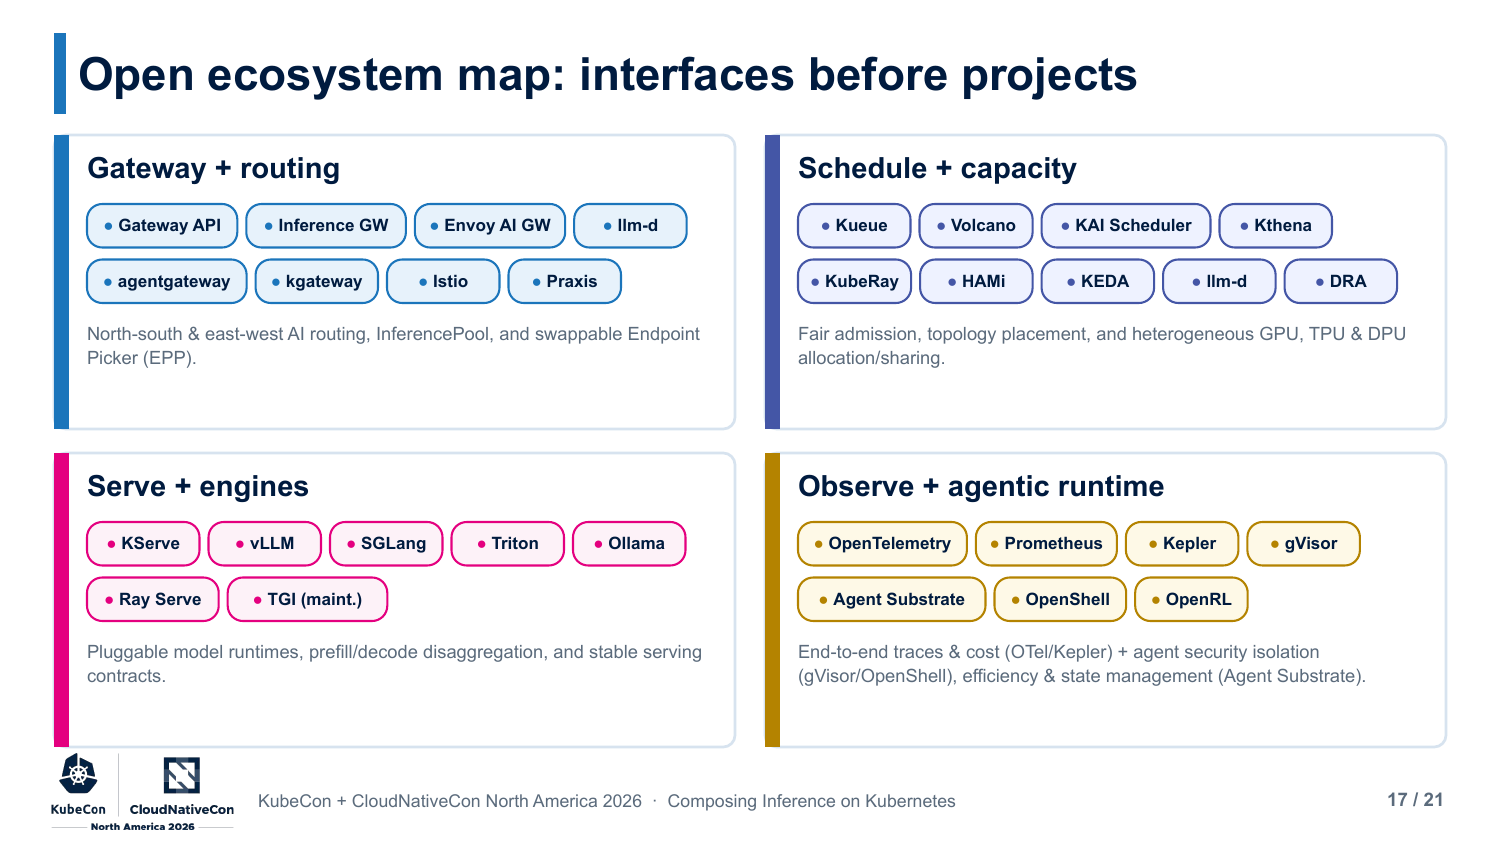 Open ecosystem map: interfaces before projects
Gateway + routing
• Gateway API • Inference GW • Envoy AI GW • llm-d
• agentgateway • kgateway • Istio • Praxis
North-south & east-west AI routing, InferencePool, and swappable Endpoint
Picker (EPP).
Schedule + capacity
• Kueue • Volcano • KAI Scheduler • Kthena
• KubeRay • HAMi • KEDA • llm-d • DRA
Fair admission, topology placement, and heterogeneous GPU, TPU & DPU
allocation/sharing.
Serve + engines
• KServe • vLLM • SGLang • Triton • Ollama
• Ray Serve • TGI (maint.)
Pluggable model runtimes, prefill/decode disaggregation, and stable serving
contracts.
Observe + agentic runtime
• OpenTelemetry • Prometheus • Kepler • gVisor
• Agent Substrate • OpenShell • OpenRL
End-to-end traces & cost (OTel/Kepler) + agent security isolation
(gVisor/OpenShell), efficiency & state management (Agent Substrate).
KubeCon CloudNativeCon
North America 2026
KubeCon + CloudNativeCon North America 2026 · Composing Inference on Kubernetes
17 / 21